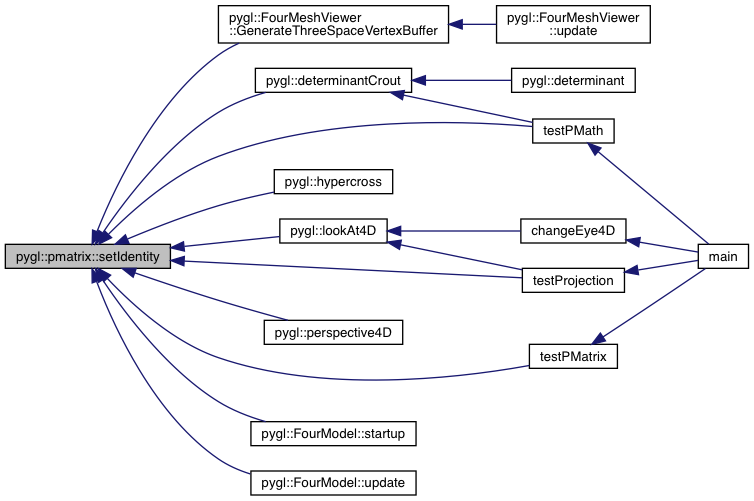 pygl::FourMeshViewer
::GenerateThreeSpaceVertexBuffer
pygl::FourMeshViewer
::update
pygl::determinantCrout
pygl::determinant
testPMath
pygl::hypercross
pygl::lookAt4D
changeEye4D
pygl::pmatrix::setIdentity
main
testProjection
pygl::perspective4D
testPMatrix
pygl::FourModel::startup
pygl::FourModel::update